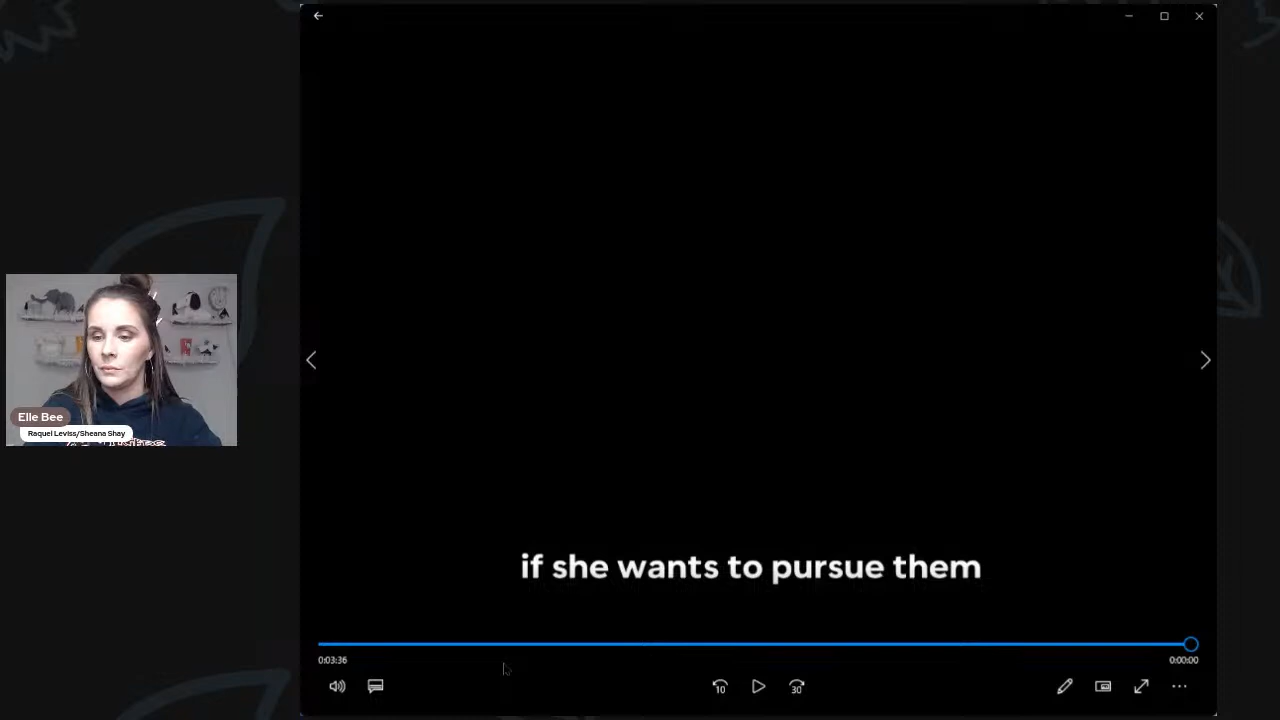 Elle Bee
Raquel Leviss/Sheana Shay
if she wants to pursue them
0:03:36
0:00:00
10
30